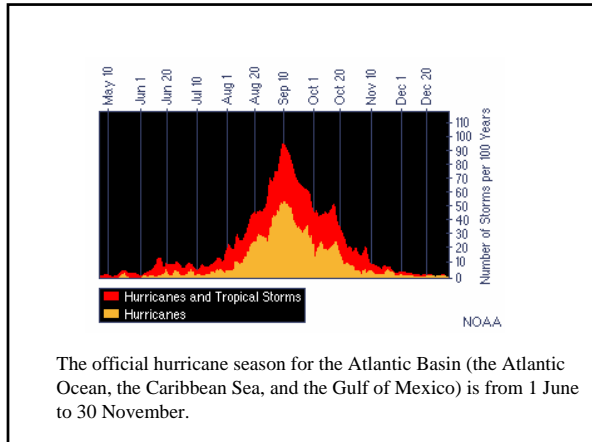 May 10
Jun 1
Jun 20
Jul 10
Aug 1
Aug 20
Sep 10
Oct 1
Oct 20
Nov 10
Dec 1
Dec 20
110
100
90
80
70
60
50
40
30
20
10
0
Number of Storms per 100 Years
Hurricanes and Tropical Storms
Hurricanes
NOAA
The official hurricane season for the Atlantic Basin (the Atlantic
Ocean, the Caribbean Sea, and the Gulf of Mexico) is from 1 June
to 30 November.